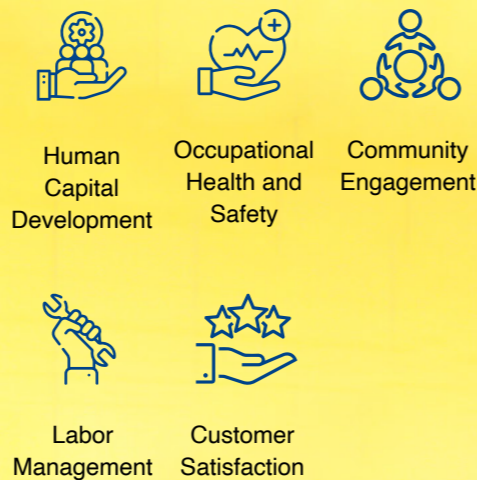 Human
Capital
Development
Occupational
Health and
Safety
Community
Engagement
Labor
Management
Customer
Satisfaction